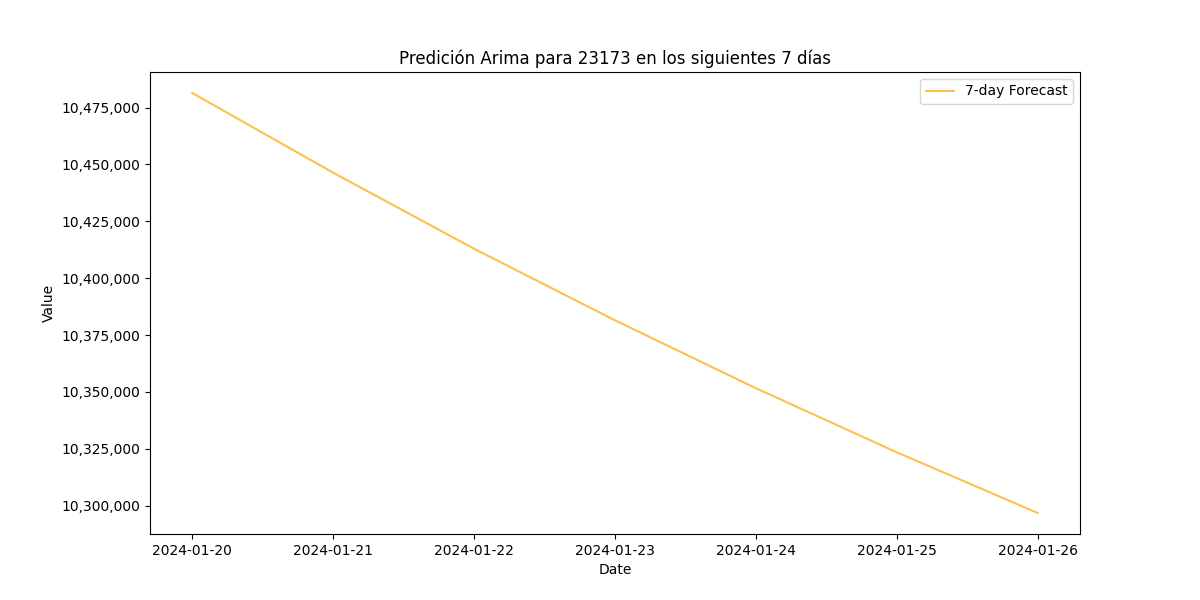 Predición Arima para 23173 en los siguientes 7 días
7-day Forecast
Value
10,475,000
10,450,000
10,425,000
10,400,000
10,375,000
10,350,000
10,325,000
10,300,000
2024-01-20 2024-01-21 2024-01-22 2024-01-23 2024-01-24 2024-01-25 2024-01-26
Date